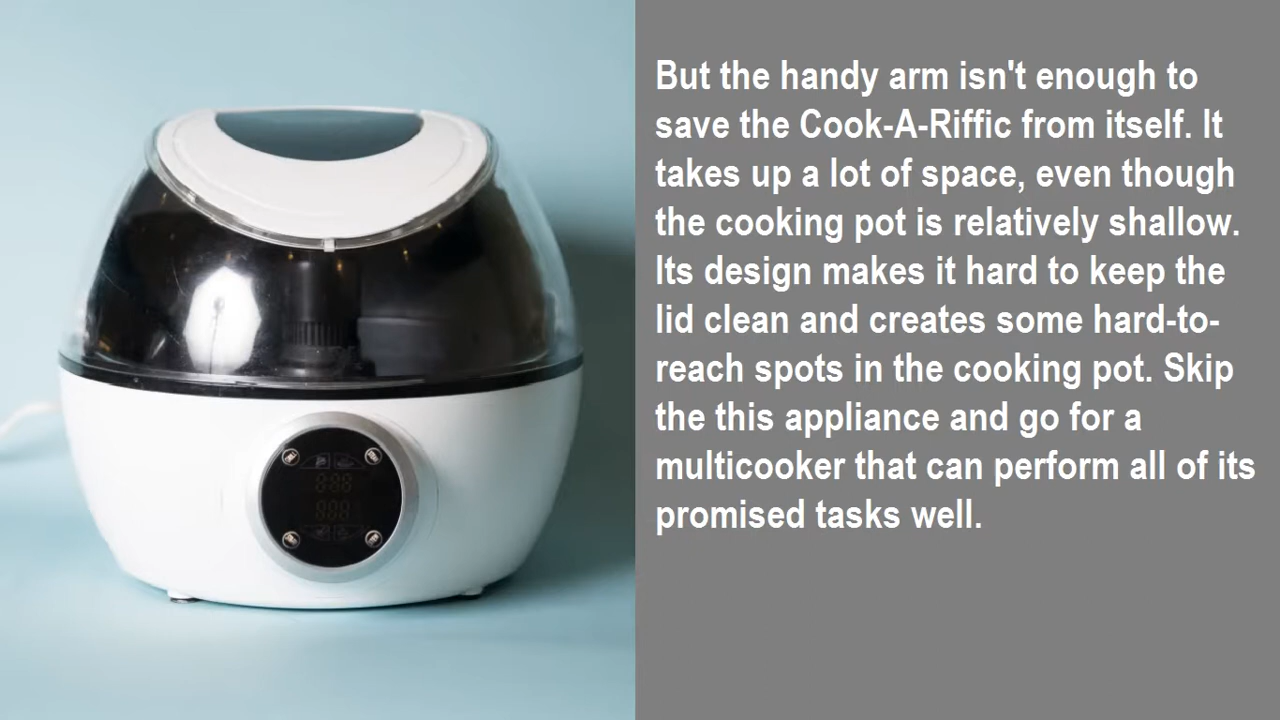 But the handy arm isn't enough to
save the Cook-A-Riffic from itself. It
takes up a lot of space, even though
the cooking pot is relatively shallow.
Its design makes it hard to keep the
lid clean and creates some hard-to-
reach spots in the cooking pot. Skip
the this appliance and go for a
multicooker that can perform all of its
promised tasks well.